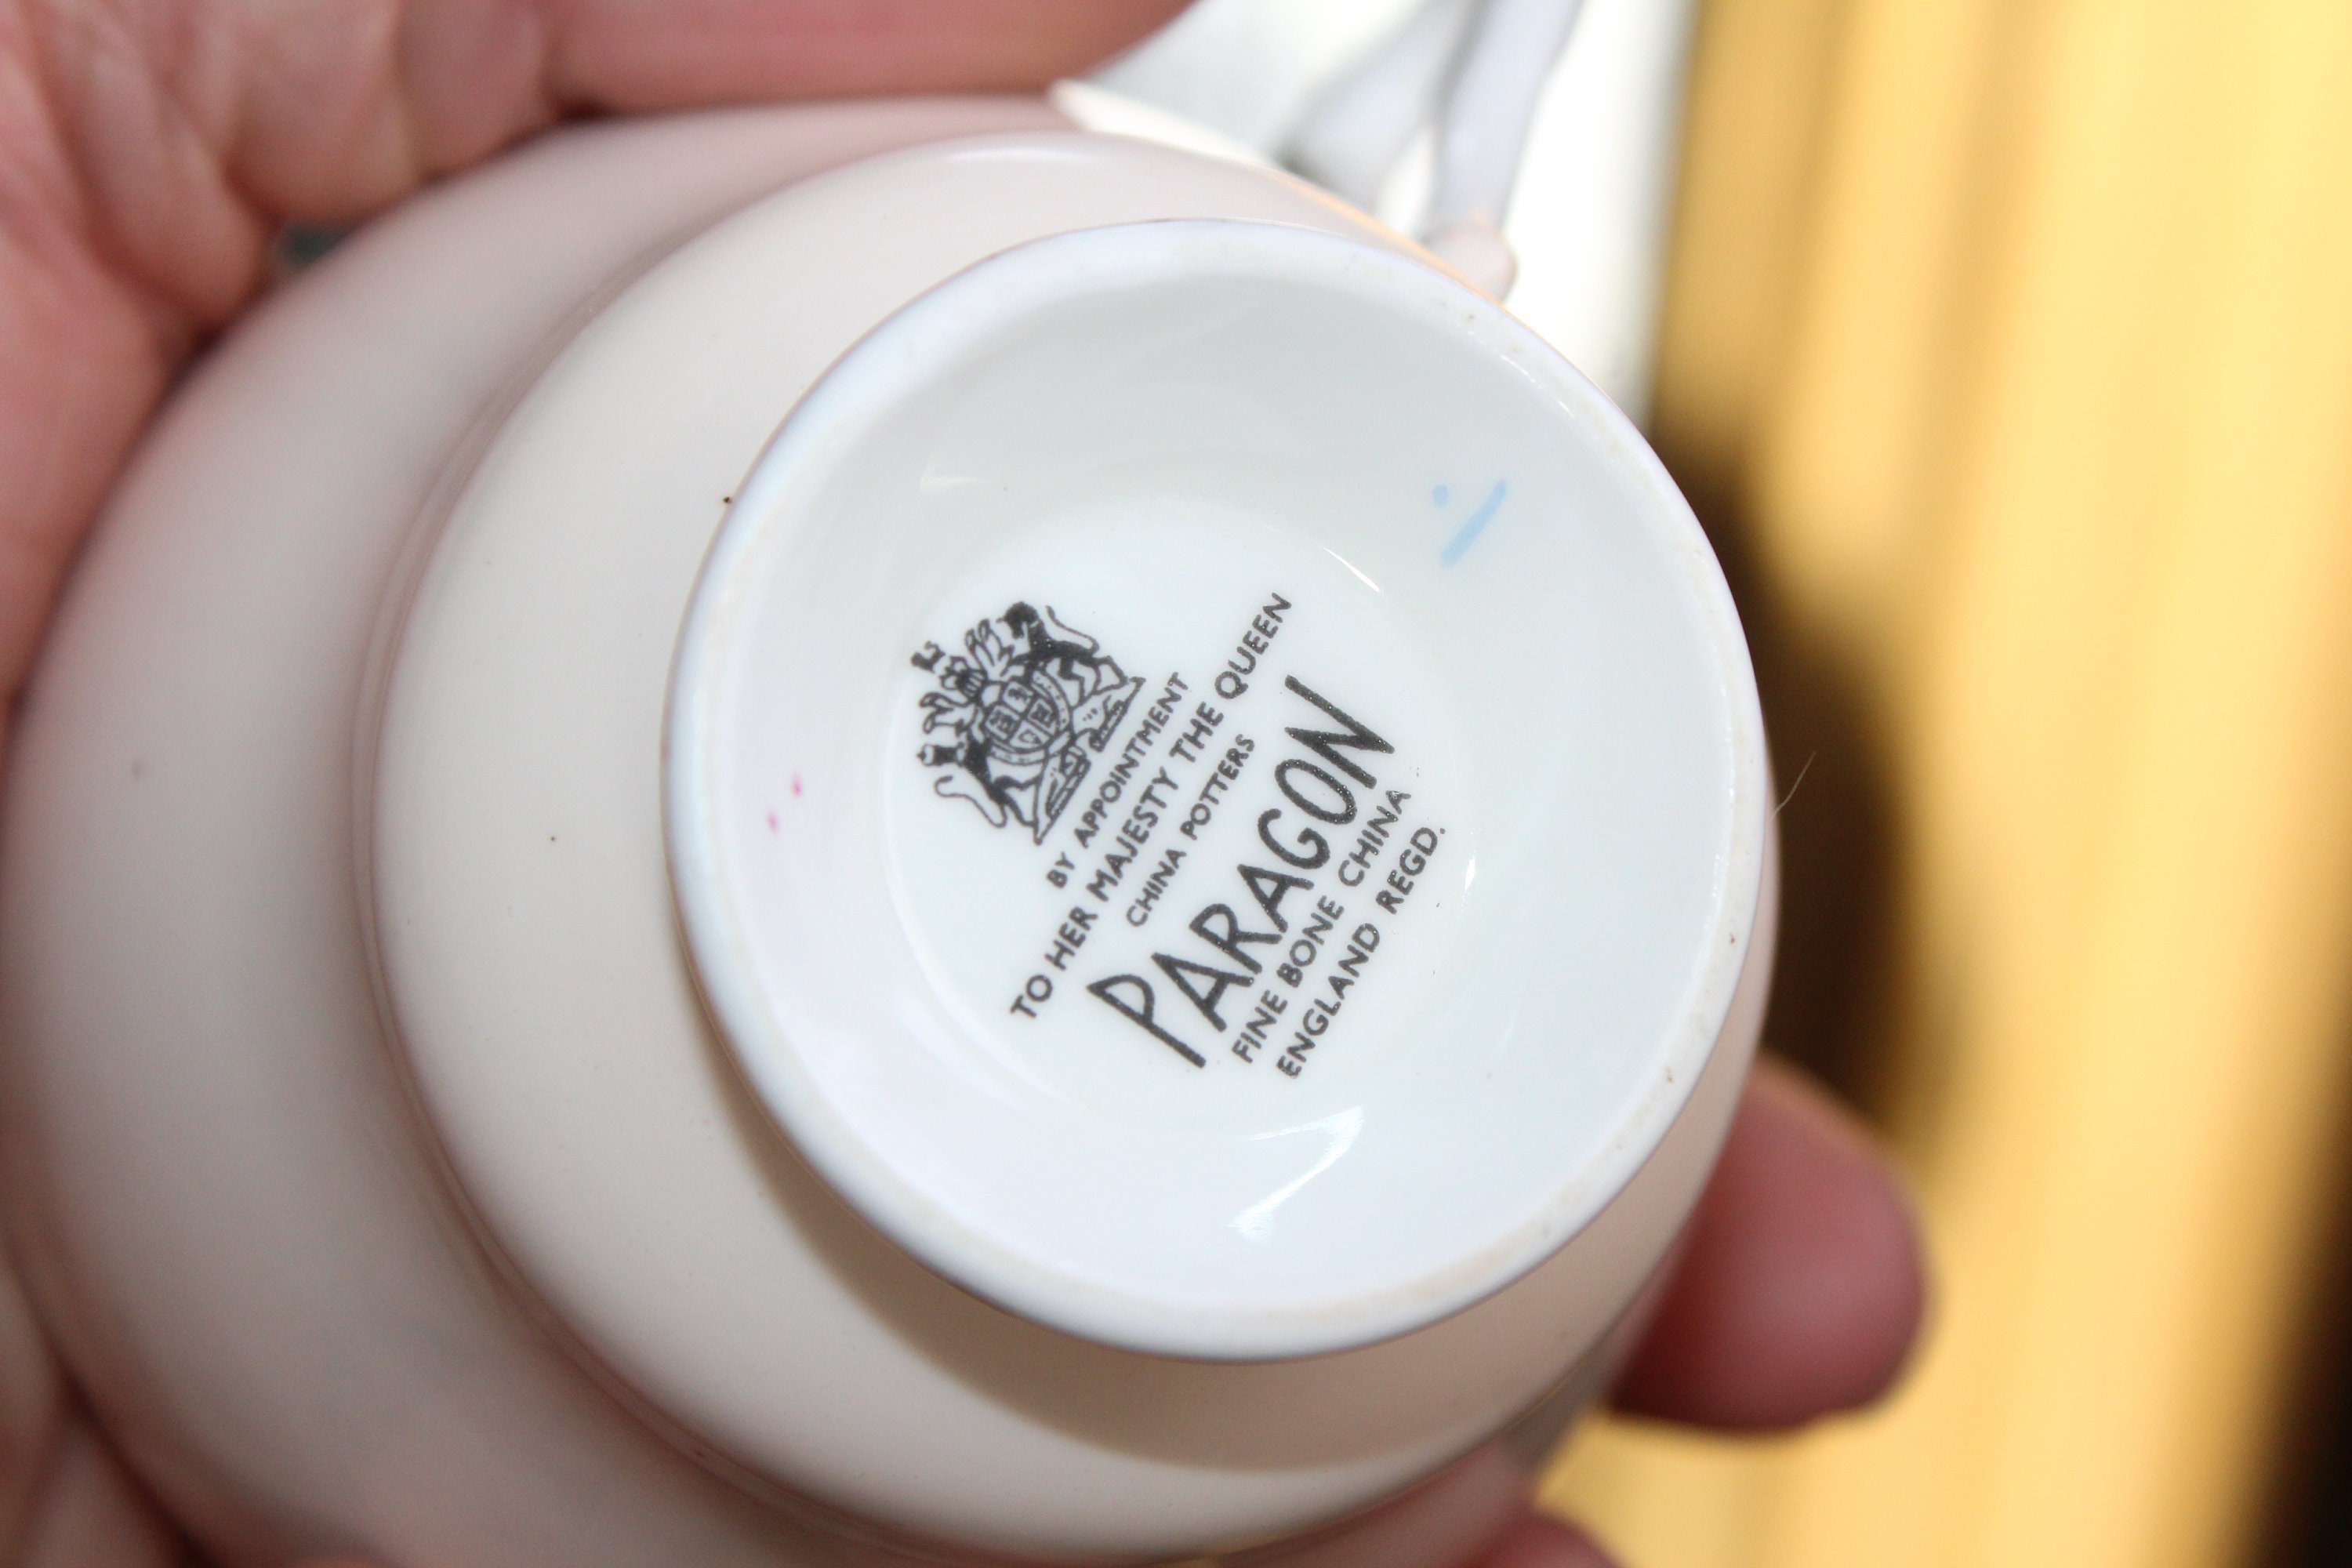 BY APPOINTMENT
TO HER MAJESTY THE QUEEN
CHINA POTTERS
PARAGON
FINE BONE CHINA
ENGLAND REGD.